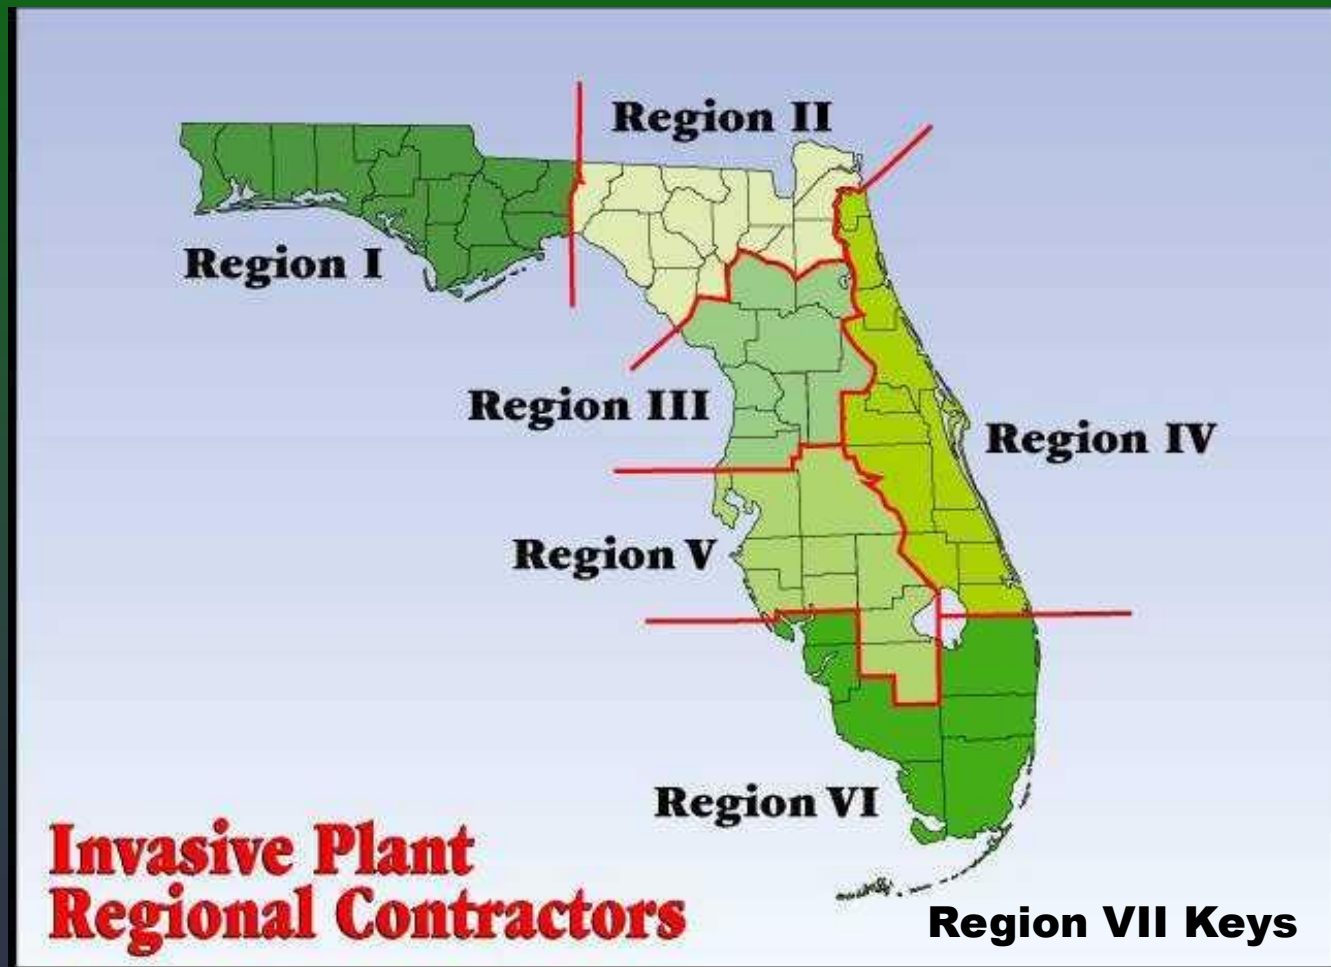 Region II
Region I
Region III
Region IV
Region V
Region VI
Invasive Plant
Regional Contractors
Region VII Keys